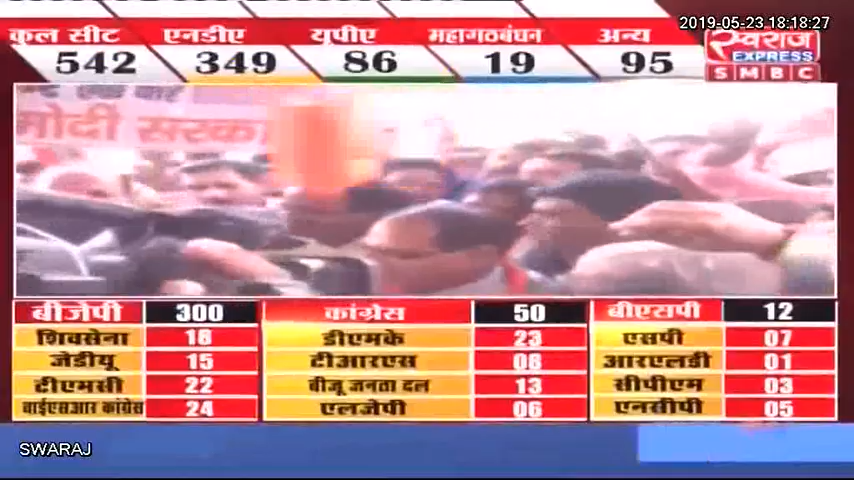 2019-05-23 18:18:27
कुल सीट एनडीए यूपीए महागठबंधन अन्य
542 349 86 19 95
स्वराज
EXPRESS
SMBC
मोदी सरका
बीजेपी 300 कांग्रेस 50 बीएसपी 12
शिवसेना 18 डीएमके 23 एसपी 07
जेडीयू 15 टीआरएस 08 आरएलडी 01
टीएमसी 22 बीजू जनता दल 13 सीपीएम 03
वाईएसआर कांग्रेस 24 एलजेपी 06 एनसीपी 05
SWARAJ